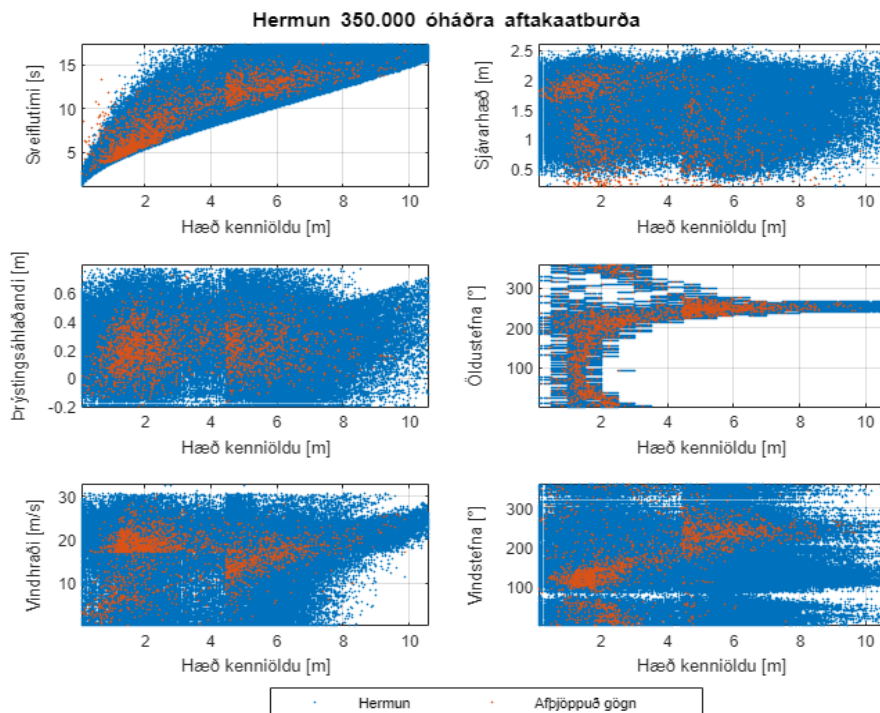 Hermun 350.000 óháðra aftakaatburða
Sveiflutími [s]
15
10
5
2 4 6 8 10
Hæð kenniöldu [m]
Sjávarhæð [m]
2.5
2
1.5
1
0.5
2 4 6 8 10
Hæð kenniöldu [m]
Þrýstingsáhlaðandi [m]
0.6
0.4
0.2
0
-0.2
2 4 6 8 10
Hæð kenniöldu [m]
Öldustefna [°]
300
200
100
2 4 6 8 10
Hæð kenniöldu [m]
Vindhraði [m/s]
30
20
10
2 4 6 8 10
Hæð kenniöldu [m]
Vindstefna [°]
300
200
100
2 4 6 8 10
Hæð kenniöldu [m]
Hermun
Afþjöppuð gögn